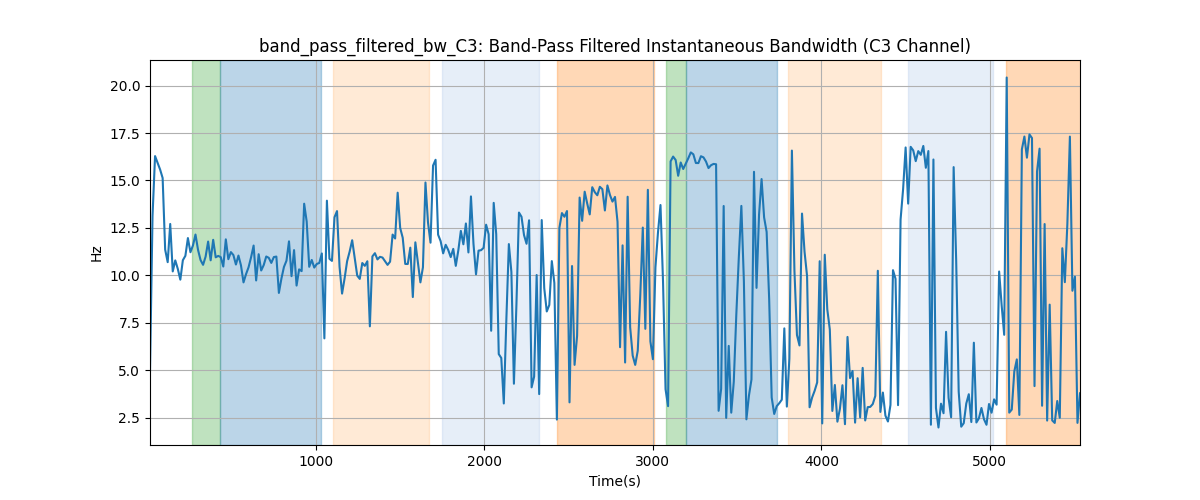 band_pass_filtered_bw_C3: Band-Pass Filtered Instantaneous Bandwidth (C3 Channel)
20.0
17.5
15.0
12.5
10.0
7.5
5.0
2.5
Hz
1000 2000 3000 4000 5000
Time(s)